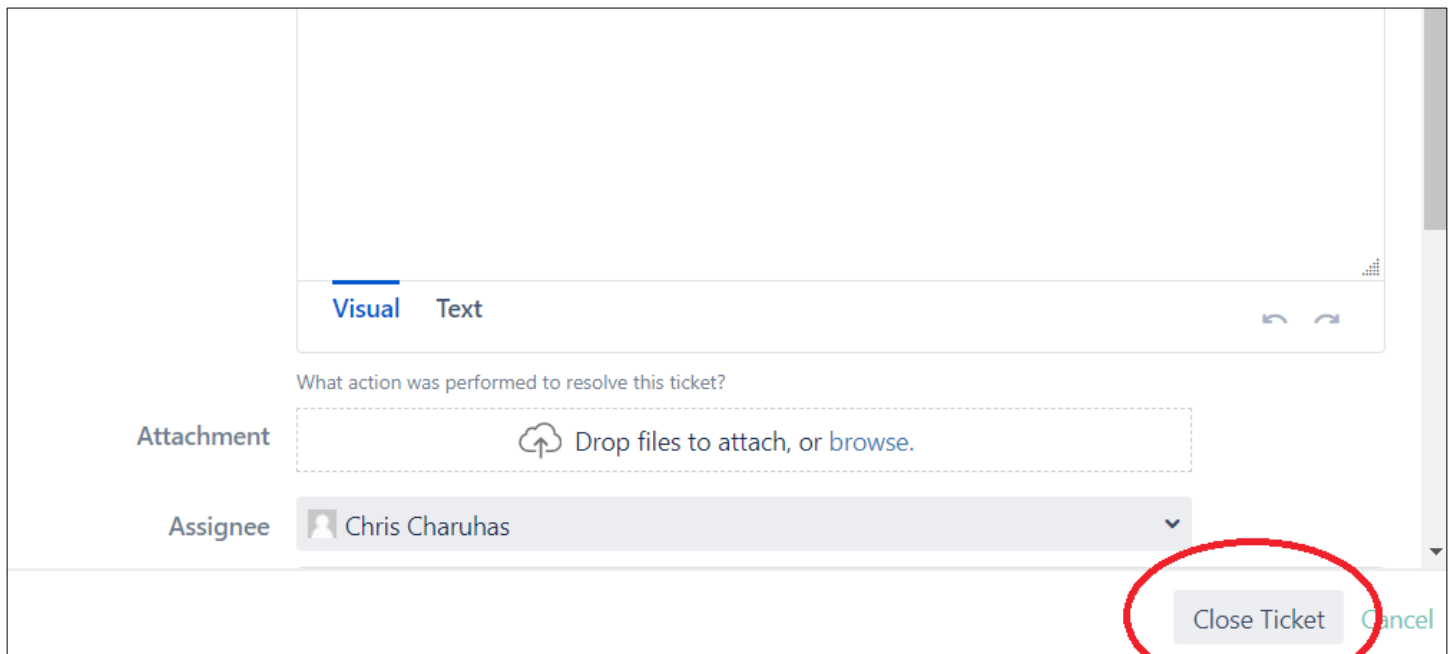 Visual Text
What action was performed to resolve this ticket?
Attachment Drop files to attach, or browse.
Assignee Chris Charuhas
Close Ticket Cancel